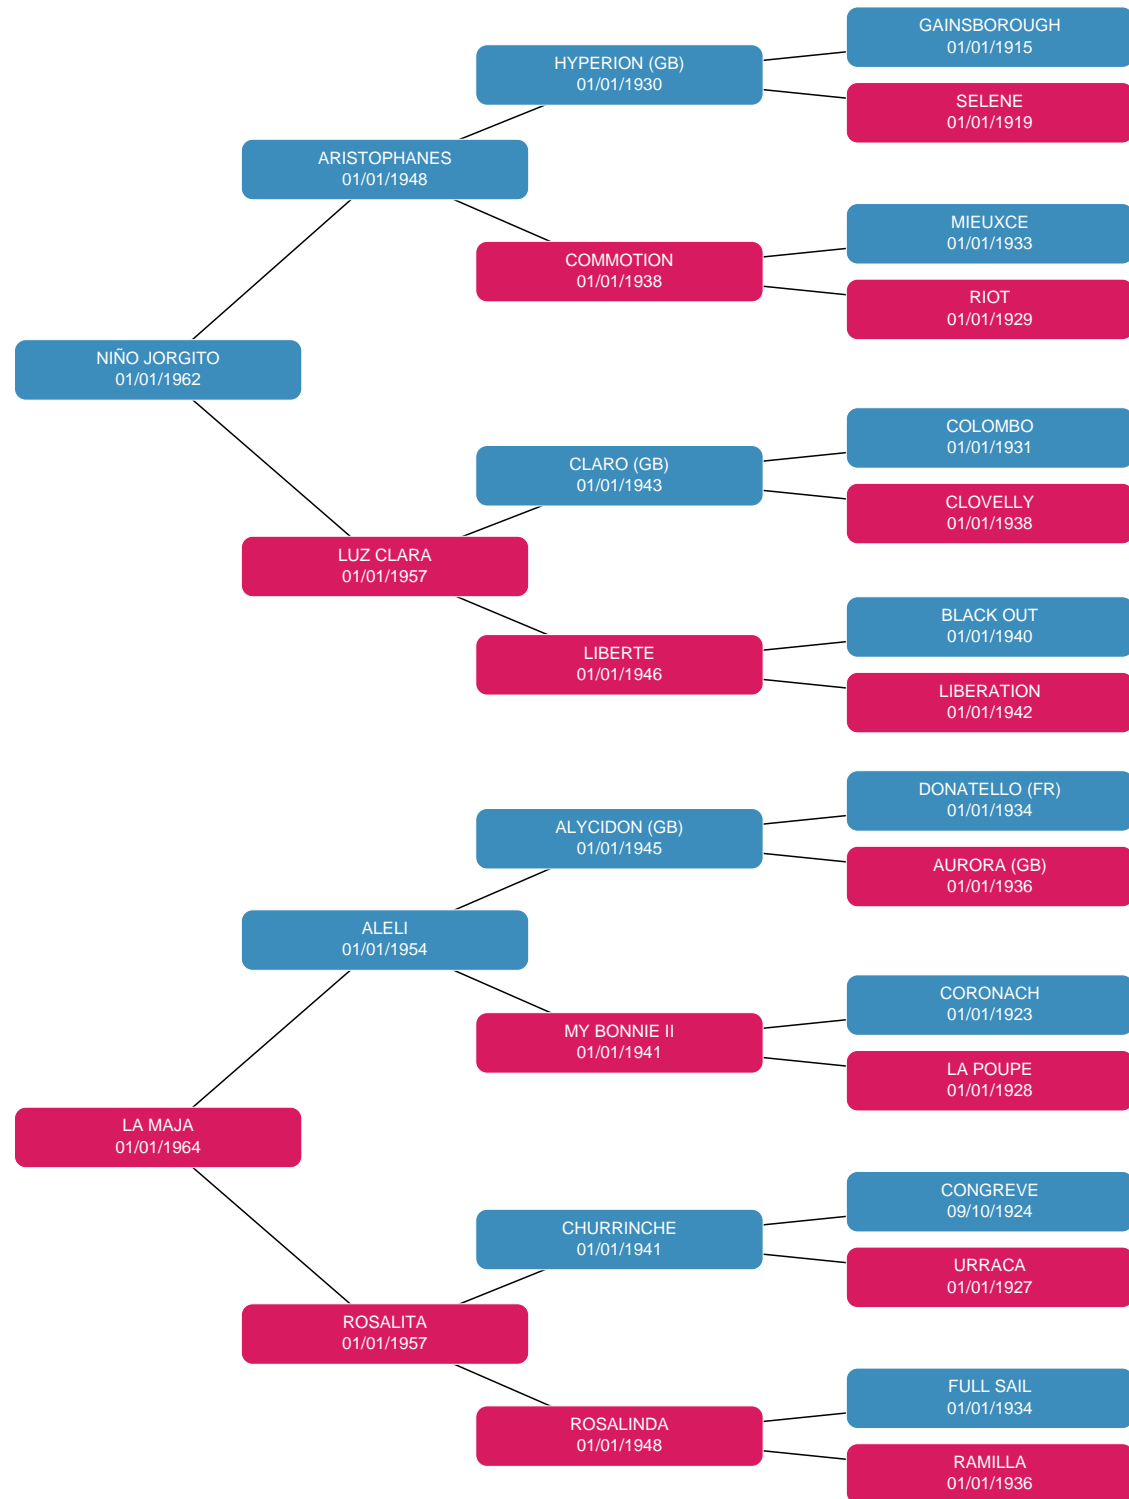 GAINSBOROUGH
01/01/1915
HYPERION (GB)
01/01/1930
SELENE
01/01/1919
ARISTOPHANES
01/01/1948
MIEUXCE
01/01/1933
COMMOTION
01/01/1938
RIOT
01/01/1929
NIÑO JORGITO
01/01/1962
COLOMBO
01/01/1931
CLARO (GB)
01/01/1943
CLOVELLY
01/01/1938
LUZ CLARA
01/01/1957
BLACK OUT
01/01/1940
LIBERTE
01/01/1946
LIBERATION
01/01/1942
DONATELLO (FR)
01/01/1934
ALYCIDON (GB)
01/01/1945
AURORA (GB)
01/01/1936
ALELI
01/01/1954
CORONACH
01/01/1923
MY BONNIE II
01/01/1941
LA POUPE
01/01/1928
LA MAJA
01/01/1964
CONGREVE
09/10/1924
CHURRINCHE
01/01/1941
URRACA
01/01/1927
ROSALITA
01/01/1957
FULL SAIL
01/01/1934
ROSALINDA
01/01/1948
RAMILLA
01/01/1936